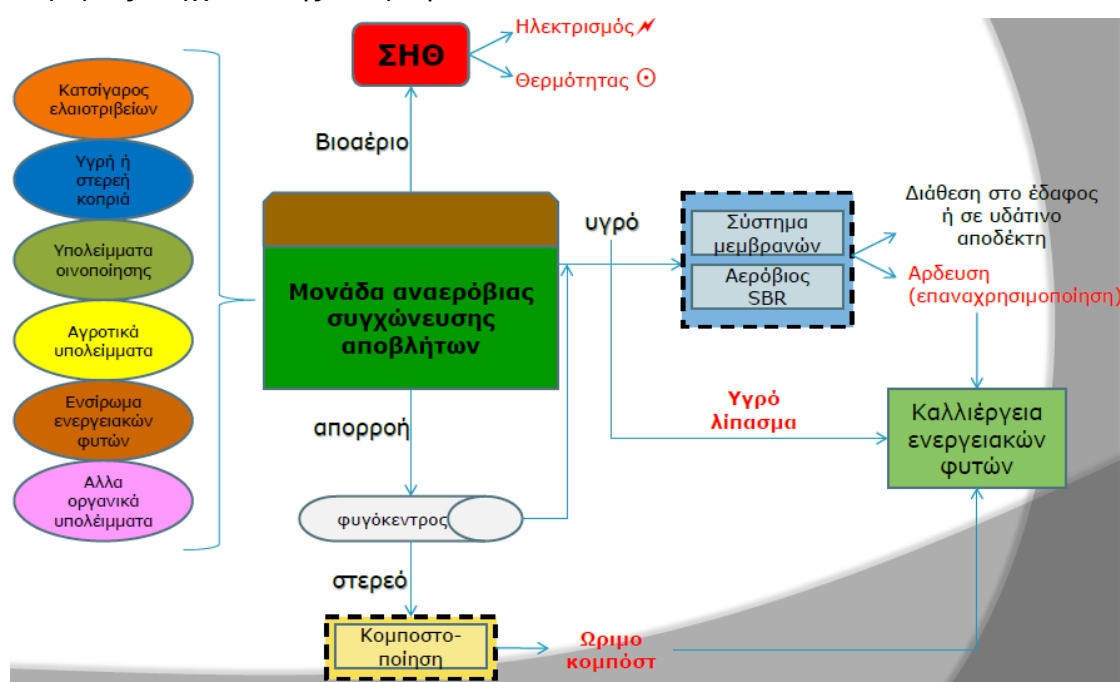 ΣΗΘ
Ηλεκτρισμός
Θερμότητας
Βιοαέριο
Κατσίγαρος
ελαιοτριβείων
Υγρή ή
στερεή
κοπριά
Υπολείμματα
οινοποίησης
Αγροτικά
υπολείμματα
Ενσίρωμα
ενεργειακών
φυτών
Αλλα
οργανικά
υπολέιμματα
Μονάδα αναερόβιας
συγχώνευσης
αποβλήτων
υγρό
Σύστημα
μεμβρανών
Αερόβιος
SBR
Διάθεση στο έδαφος
ή σε υδάτινο
αποδέκτη
Αρδευση
(επαναχρησιμοποίηση)
Υγρό
λίπασμα
Καλλιέργεια
ενεργειακών
φυτών
απορροή
φυγόκεντρος
στερεό
Κομποστο-
ποίηση
Ωριμο
κομπόστ